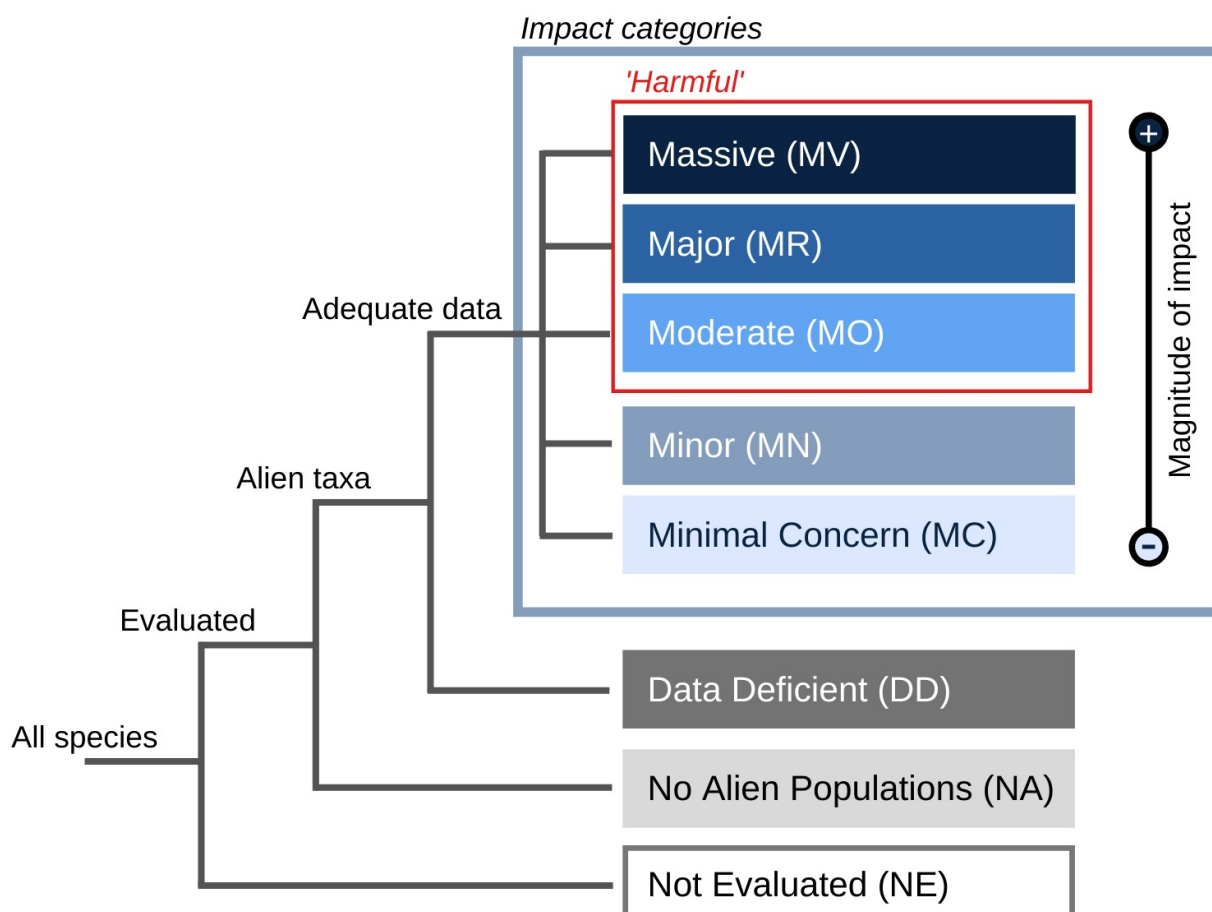 Impact categories
'Harmful'
Massive (MV)
+
Major (MR)
Magnitude of impact
Adequate data
Moderate (MO)
Minor (MN)
Alien taxa
Minimal Concern (MC)
-
Evaluated
Data Deficient (DD)
All species
No Alien Populations (NA)
Not Evaluated (NE)